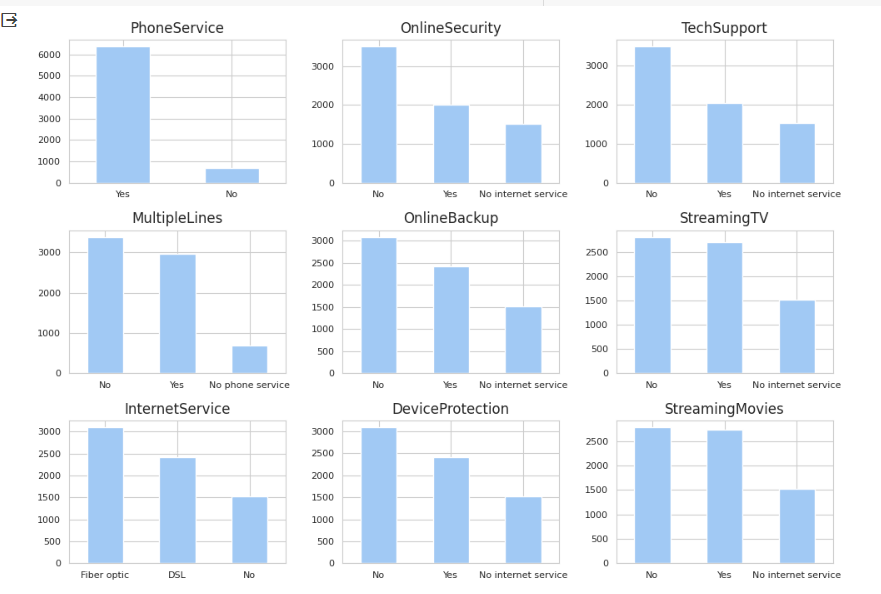 PhoneService
6000
5000
4000
3000
2000
1000
0
Yes No
OnlineSecurity
3000
2000
1000
0
No Yes No internet service
TechSupport
3000
2000
1000
0
No Yes No internet service
MultipleLines
3000
2000
1000
0
No Yes No phone service
OnlineBackup
3000
2500
2000
1500
1000
500
0
No Yes No internet service
StreamingTV
2500
2000
1500
1000
500
0
No Yes No internet service
InternetService
3000
2500
2000
1500
1000
500
0
Fiber optic DSL No
DeviceProtection
3000
2500
2000
1500
1000
500
0
No Yes No internet service
StreamingMovies
2500
2000
1500
1000
500
0
No Yes No internet service